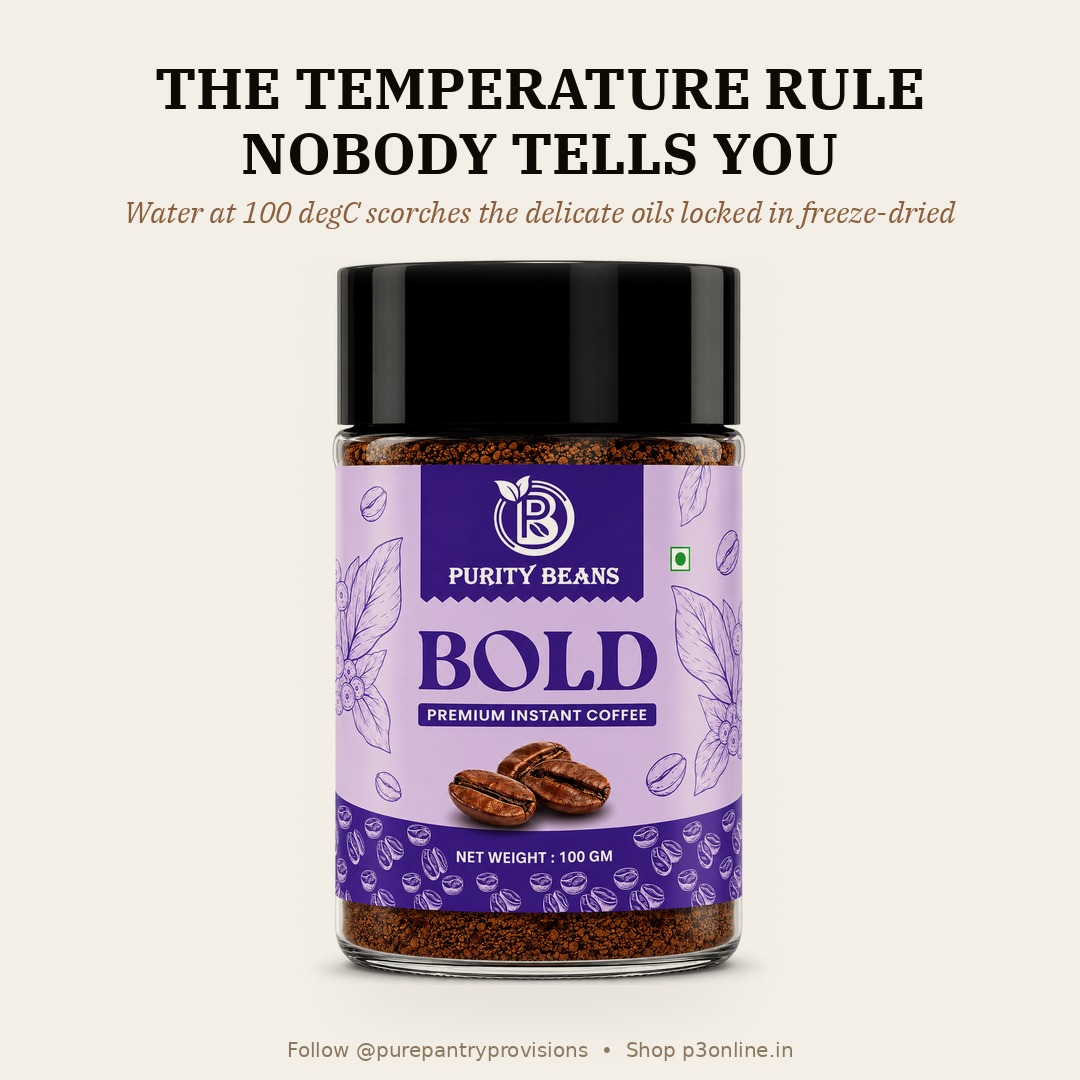 THE TEMPERATURE RULE
NOBODY TELLS YOU
Water at 100 degC scorches the delicate oils locked in freeze-dried
PURITY BEANS
BOLD
PREMIUM INSTANT COFFEE
NET WEIGHT : 100 GM
Follow @purepantryprovisions • Shop p3online.in